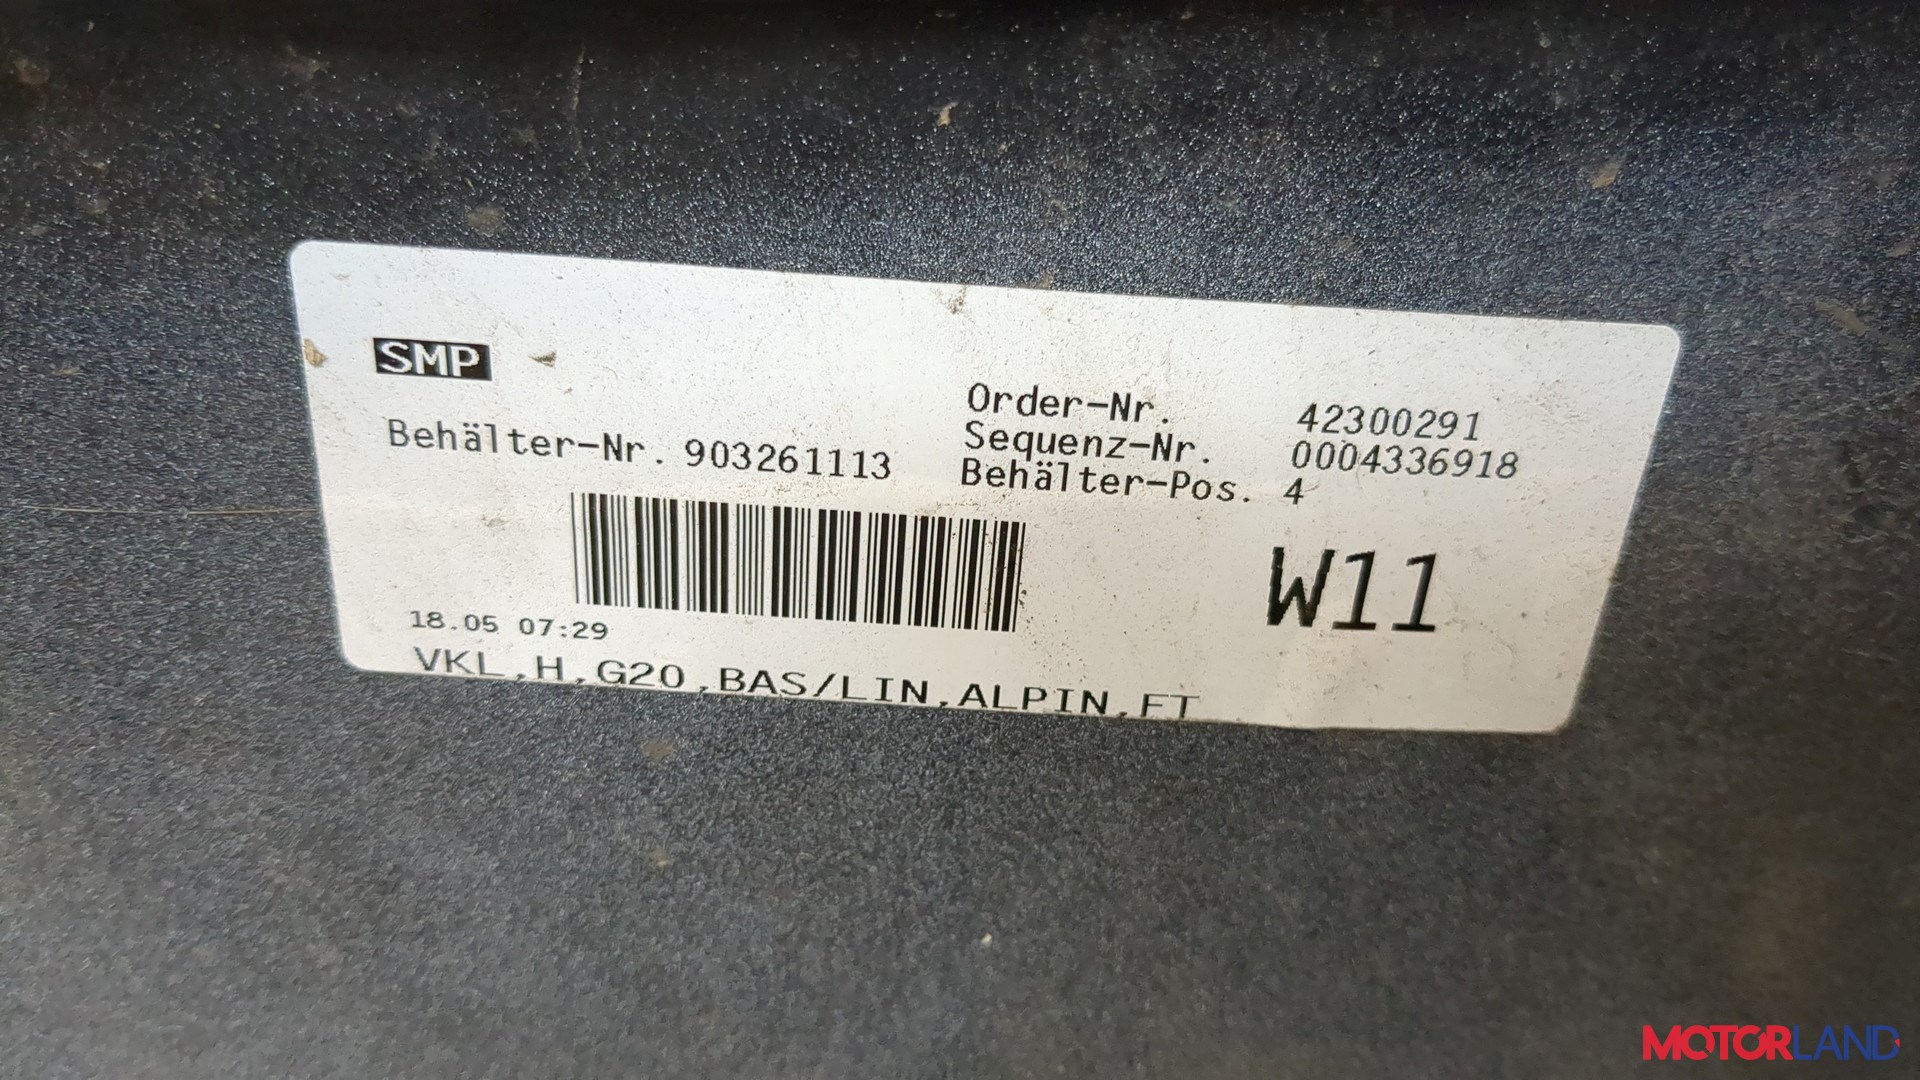 SMP
Behälter-Nr. 903261113
Order-Nr. 42300291
Sequenz-Nr. 0004336918
Behälter-Pos. 4
W11
18.05 07:29
VKL,H,G20,BAS/LIN,ALPIN,FT
MOTORLAND